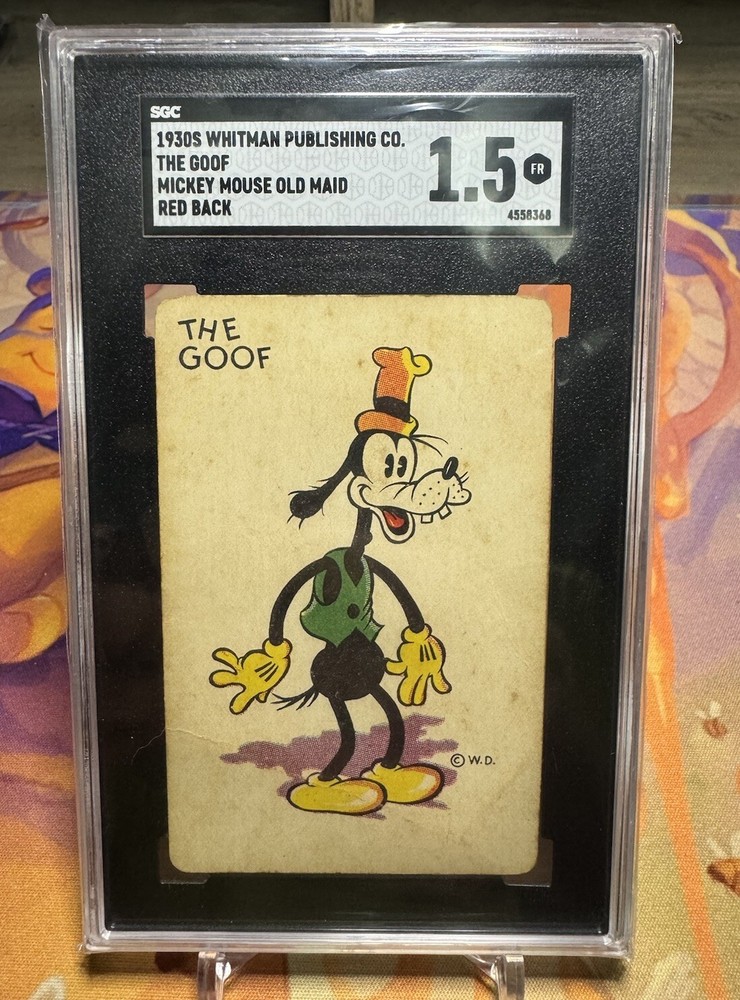 SGC
1930S WHITMAN PUBLISHING CO.
THE GOOF
MICKEY MOUSE OLD MAID
RED BACK
1.5 FR
4558368
THE
GOOF
© W.D.